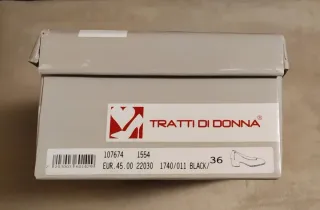 TRATTI DI DONNA®
107674 1554
EUR.45.00 22030 1740/011 BLACK/ 36